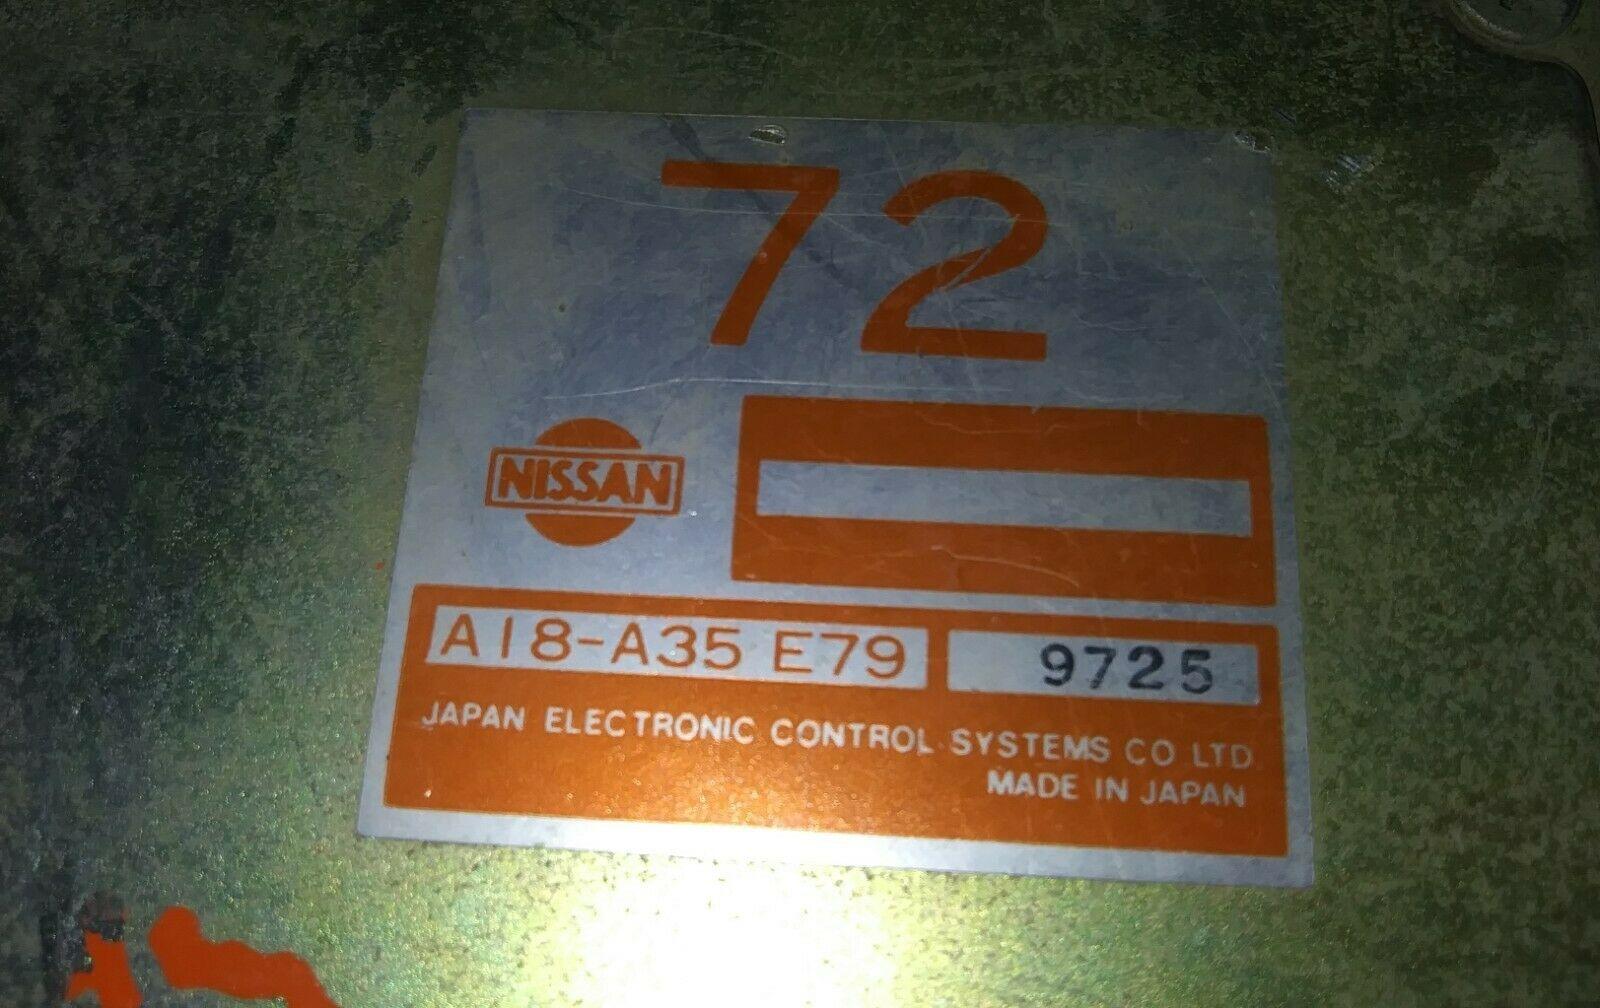 72
NISSAN
A18-A35 E79 9725
JAPAN ELECTRONIC CONTROL SYSTEMS CO LTD
MADE IN JAPAN